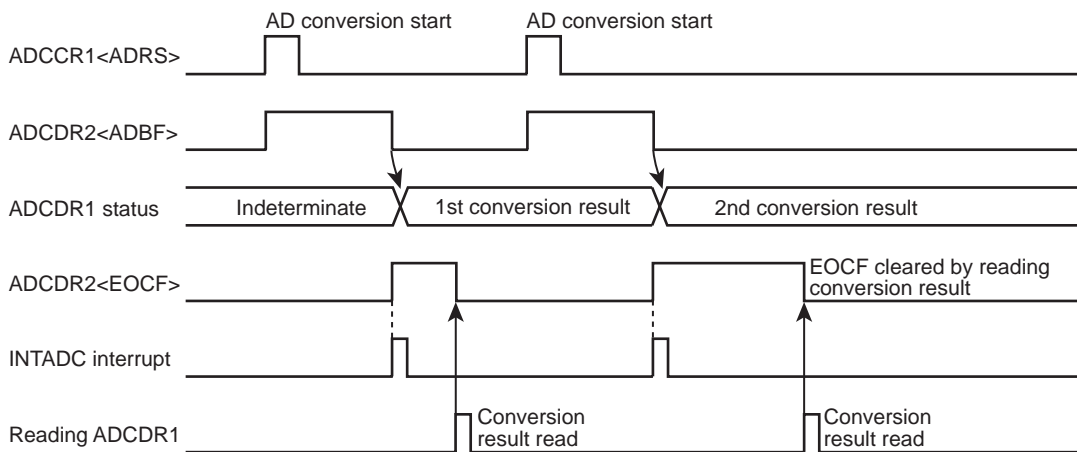 AD conversion start AD conversion start
ADCCR1<ADRS>
ADCDR2<ADBF>
ADCDR1 status Indeterminate 1st conversion result 2nd conversion result
EOCF cleared by reading
conversion result
ADCDR2<EOCF>
INTADC interrupt
Conversion Conversion
Reading ADCDR1 result read result read